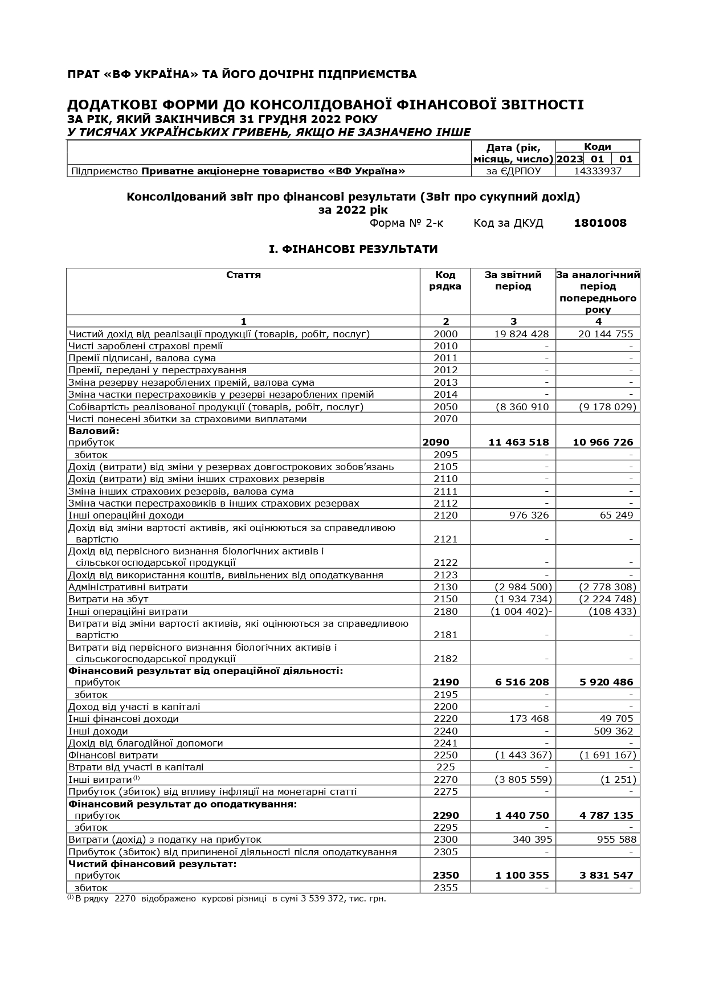 ПРАТ «ВФ УКРАЇНА» ТА ЙОГО ДОЧІРНІ ПІДПРИЄМСТВА
ДОДАТКОВІ ФОРМИ ДО КОНСОЛІДОВАНОЇ ФІНАНСОВОЇ ЗВІТНОСТІ
ЗА РІК, ЯКИЙ ЗАКІНЧИВСЯ 31 ГРУДНЯ 2022 РОКУ
У ТИСЯЧАХ УКРАЇНСЬКИХ ГРИВЕНЬ, ЯКЩО НЕ ЗАЗНАЧЕНО ІНШЕ
Дата (рік, Коди
місяць, число) 2023 01 01
Підприємство Приватне акціонерне товариство «ВФ Україна» за ЄДРПОУ 14333937
Консолідований звіт про фінансові результати (Звіт про сукупний дохід)
за 2022 рік
Форма № 2-к Код за ДКУД 1801008
І. ФІНАНСОВІ РЕЗУЛЬТАТИ
Стаття Код За звітний За аналогічний
рядка період період
попереднього
року
1 2 3 4
Чистий дохід від реалізації продукції (товарів, робіт, послуг) 2000 19 824 428 20 144 755
Чисті зароблені страхові премії 2010 - -
Премії підписані, валова сума 2011 - -
Премії, передані у перестрахування 2012 - -
Зміна резерву незароблених премій, валова сума 2013 - -
Зміна частки перестраховиків у резерві незароблених премій 2014 - -
Собівартість реалізованої продукції (товарів, робіт, послуг) 2050 (8 360 910 (9 178 029)
Чисті понесені збитки за страховими виплатами 2070
Валовий:
прибуток 2090 11 463 518 10 966 726
збиток 2095 - -
Дохід (витрати) від зміни у резервах довгострокових зобов’язань 2105 - -
Дохід (витрати) від зміни інших страхових резервів 2110 - -
Зміна інших страхових резервів, валова сума 2111 - -
Зміна частки перестраховиків в інших страхових резервах 2112 - -
Інші операційні доходи 2120 976 326 65 249
Дохід від зміни вартості активів, які оцінюються за справедливою
вартістю 2121 - -
Дохід від первісного визнання біологічних активів і
сільськогосподарської продукції 2122 - -
Дохід від використання коштів, вивільнених від оподаткування 2123 - -
Адміністративні витрати 2130 (2 984 500) (2 778 308)
Витрати на збут 2150 (1 934 734) (2 224 748)
Інші операційні витрати 2180 (1 004 402)- (108 433)
Витрати від зміни вартості активів, які оцінюються за справедливою
вартістю 2181 - -
Витрати від первісного визнання біологічних активів і
сільськогосподарської продукції 2182 - -
Фінансовий результат від операційної діяльності:
прибуток 2190 6 516 208 5 920 486
збиток 2195 - -
Доход від участі в капіталі 2200 - -
Інші фінансові доходи 2220 173 468 49 705
Інші доходи 2240 - 509 362
Дохід від благодійної допомоги 2241 - -
Фінансові витрати 2250 (1 443 367) (1 691 167)
Втрати від участі в капіталі 225 - -
Інші витрати(1) 2270 (3 805 559) (1 251)
Прибуток (збиток) від впливу інфляції на монетарні статті 2275 - -
Фінансовий результат до оподаткування:
прибуток 2290 1 440 750 4 787 135
збиток 2295 - -
Витрати (дохід) з податку на прибуток 2300 340 395 955 588
Прибуток (збиток) від припиненої діяльності після оподаткування 2305 - -
Чистий фінансовий результат:
прибуток 2350 1 100 355 3 831 547
збиток 2355 - -
(1) В рядку 2270 відображено курсові різниці в сумі 3 539 372, тис. грн.